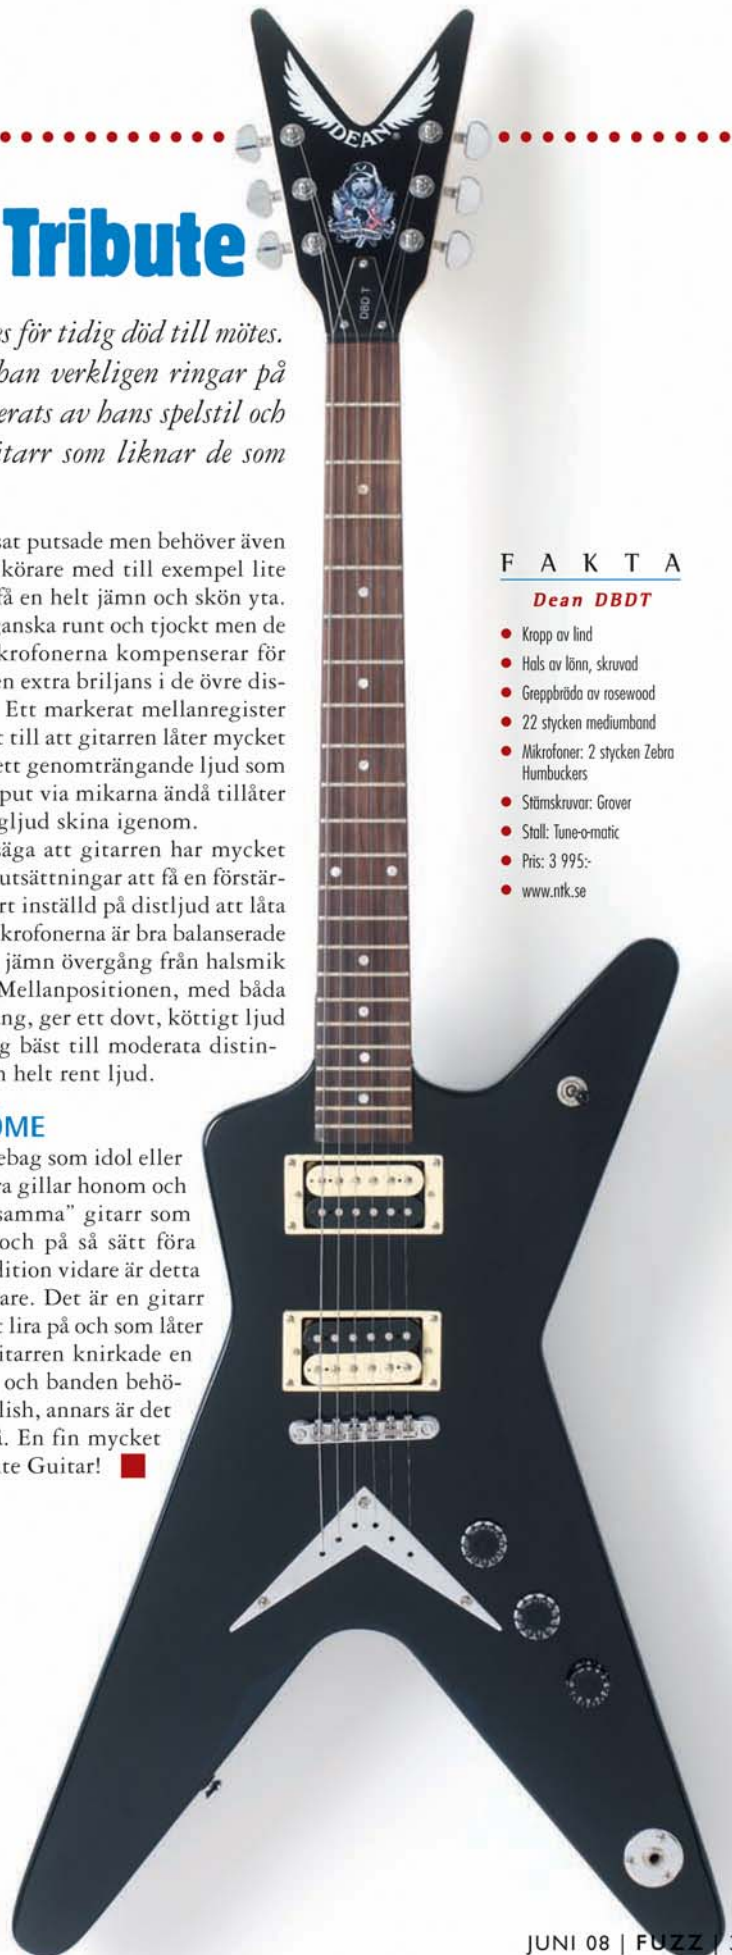 DEAN
DBD T
Tribute
s för tidig död till mötes.
han verkligen ringar på
erats av hans spelstil och
itarr som liknar de som
sat putsade men behöver även
körare med till exempel lite
få en helt jämn och skön yta.
ganska runt och tjockt men de
krofonerna kompenserar för
en extra briljans i de övre dis-
Ett markerat mellanregister
t till att gitarren låter mycket
ett genomträngande ljud som
put via mikarna ändå tillåter
gljud skina igenom.
säga att gitarren har mycket
utsättningar att få en förstär-
rt inställd på distljud att låta
krofonerna är bra balanserade
jämn övergång från halsmik
Mellanpositionen, med båda
ng, ger ett dovt, köttigt ljud
g bäst till moderata distin-
n helt rent ljud.
OME
ebag som idol eller
ra gillar honom och
samma” gitarr som
och på så sätt föra
dition vidare är detta
are. Det är en gitarr
t lira på och som låter
itarren knirkade en
och banden behö-
lish, annars är det
i. En fin mycket
te Guitar!
FAKTA
Dean DBDT
• Kropp av lind
• Hals av lönn, skruvad
• Greppbräda av rosewood
• 22 stycken mediumband
• Mikrofoner: 2 stycken Zebra
Humbuckers
• Stämskruvar: Grover
• Stall: Tune-o-matic
• Pris: 3 995:-
• www.ntk.se
JUNI 08 | FUZZ | 3